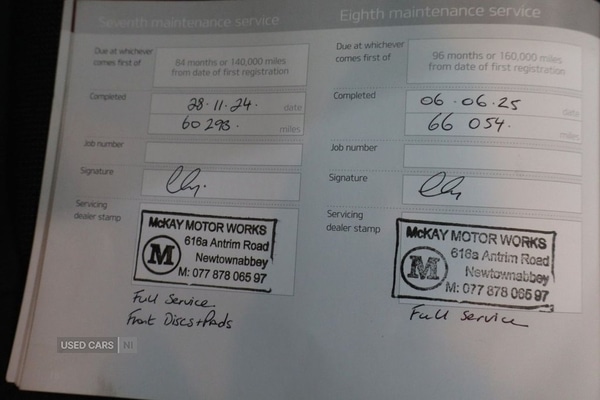 Seventh maintenance service
Due at whichever
comes first of
84 months or 140,000 miles
from date of first registration
Completed
28.11.24. date
60 298. miles
Job number
Signature
Servicing
dealer stamp
McKAY MOTOR WORKS
616a Antrim Road
Newtownabbey
M
M: 077 878 065 97
Full Service
Front Discs + Pads
Eighth maintenance service
Due at whichever
comes first of
96 months or 160,000 miles
from date of first registration
Completed
06.06.25 date
66 054. miles
Job number
Signature
Servicing
dealer stamp
McKAY MOTOR WORKS
618a Antrim Road
Newtownabbey
M
M: 077 878 065 97
Full Service
USED CARS NI